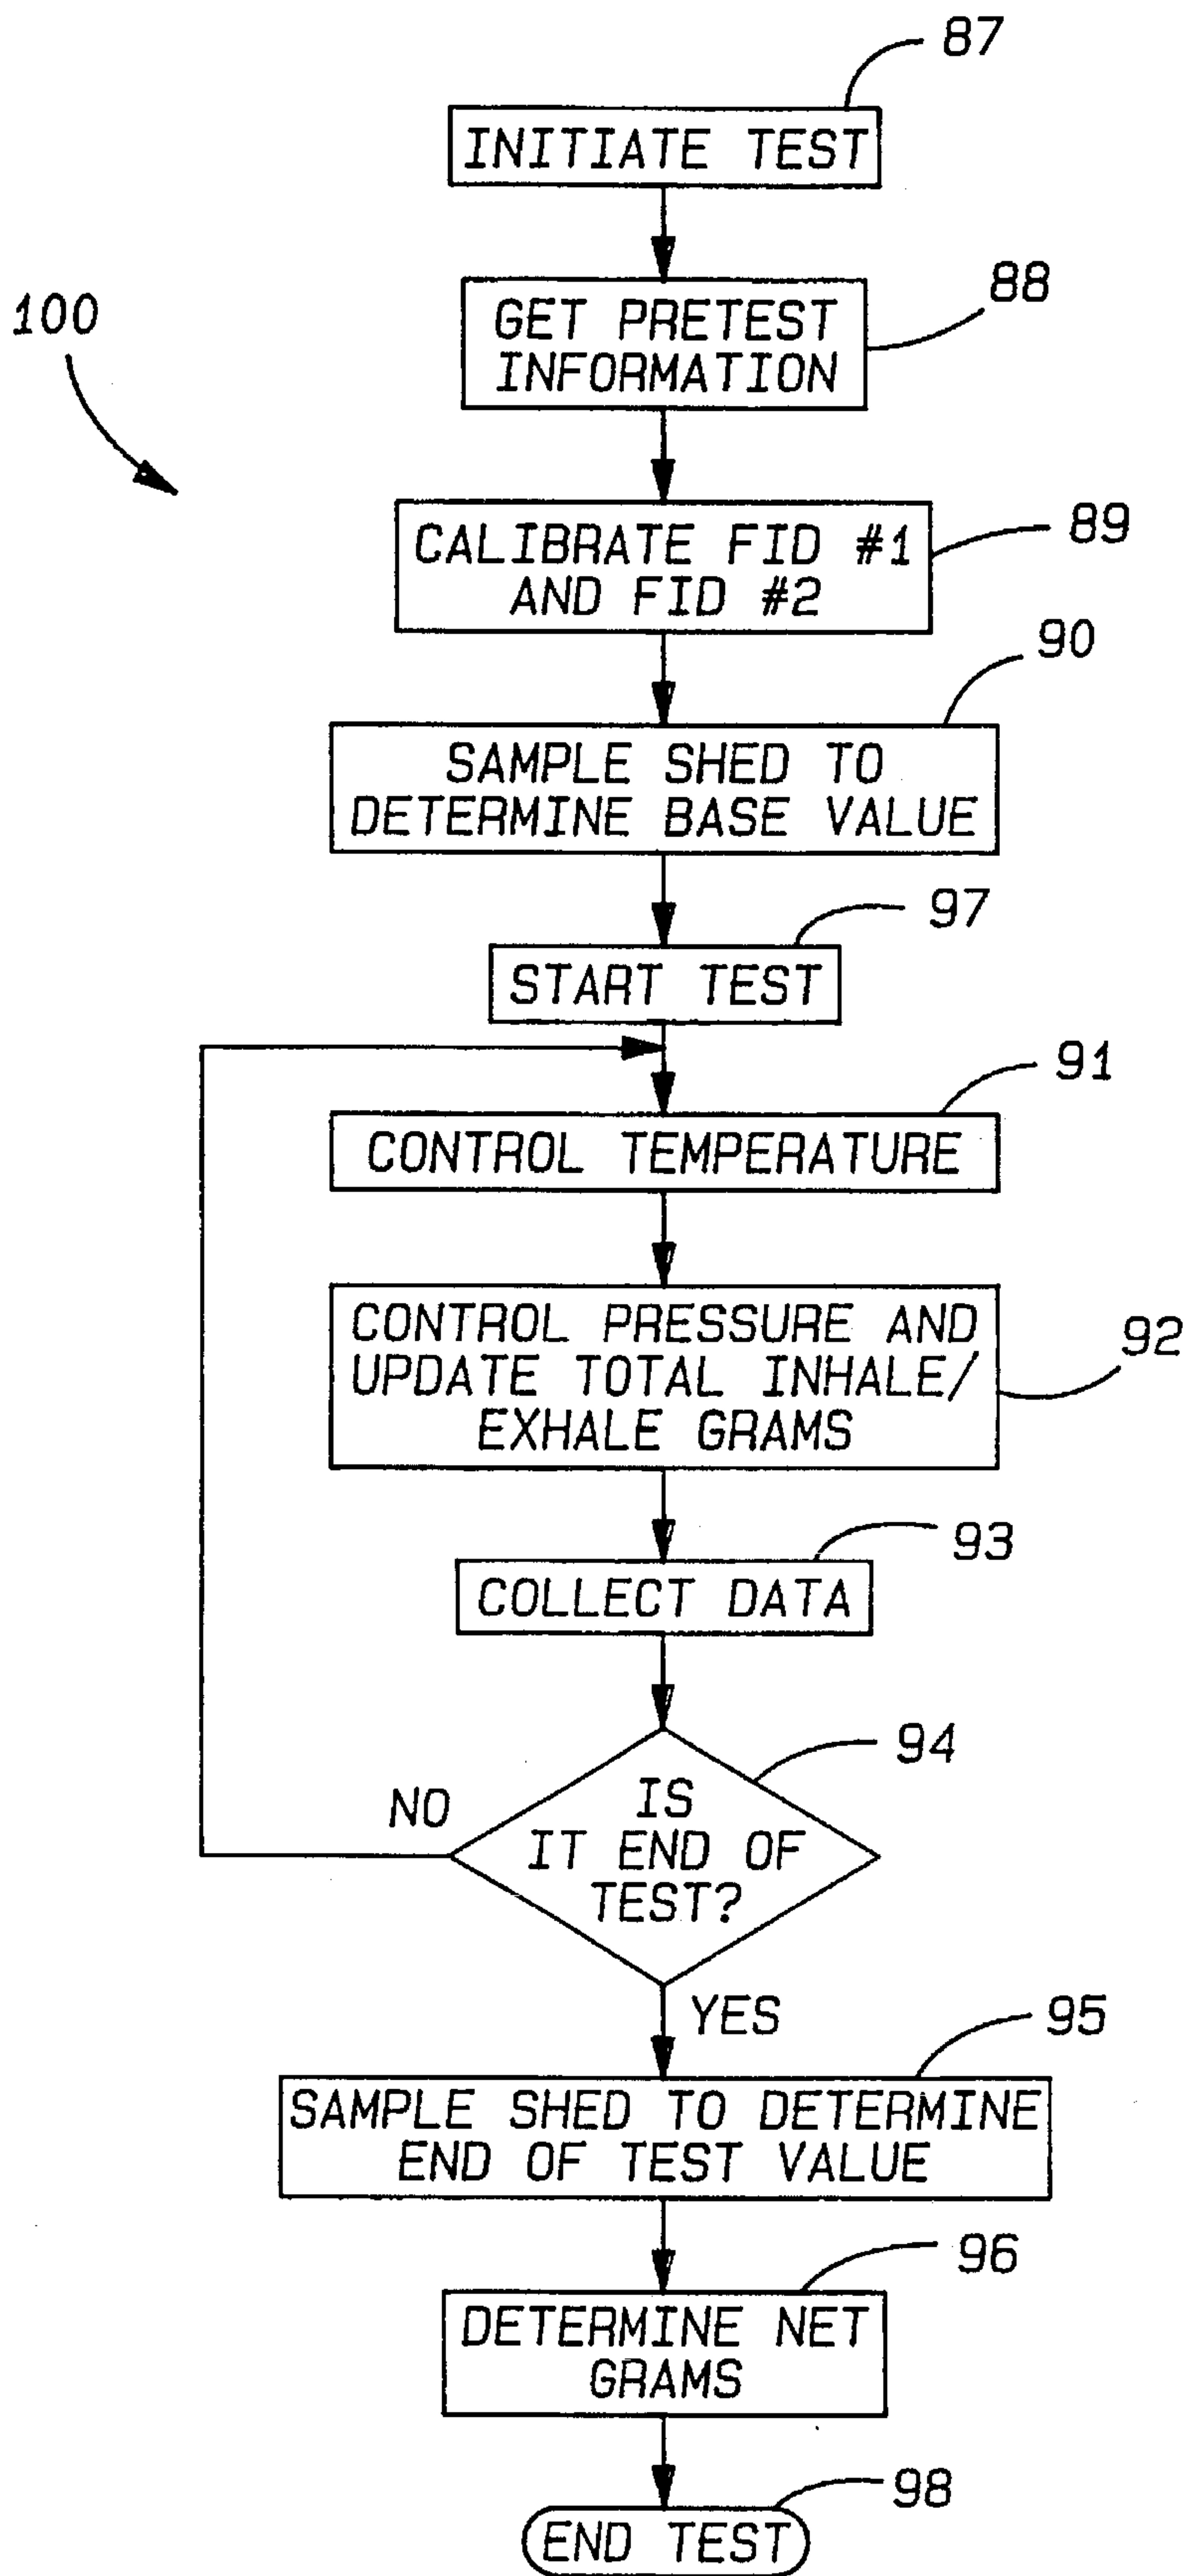 87
INITIATE TEST
88
100
GET PRETEST
INFORMATION
89
CALIBRATE FID #1
AND FID #2
90
SAMPLE SHED TO
DETERMINE BASE VALUE
97
START TEST
91
CONTROL TEMPERATURE
92
CONTROL PRESSURE AND
UPDATE TOTAL INHALE/
EXHALE GRAMS
93
COLLECT DATA
94
NO
IS
IT END OF
TEST?
YES
95
SAMPLE SHED TO DETERMINE
END OF TEST VALUE
96
DETERMINE NET
GRAMS
98
END TEST